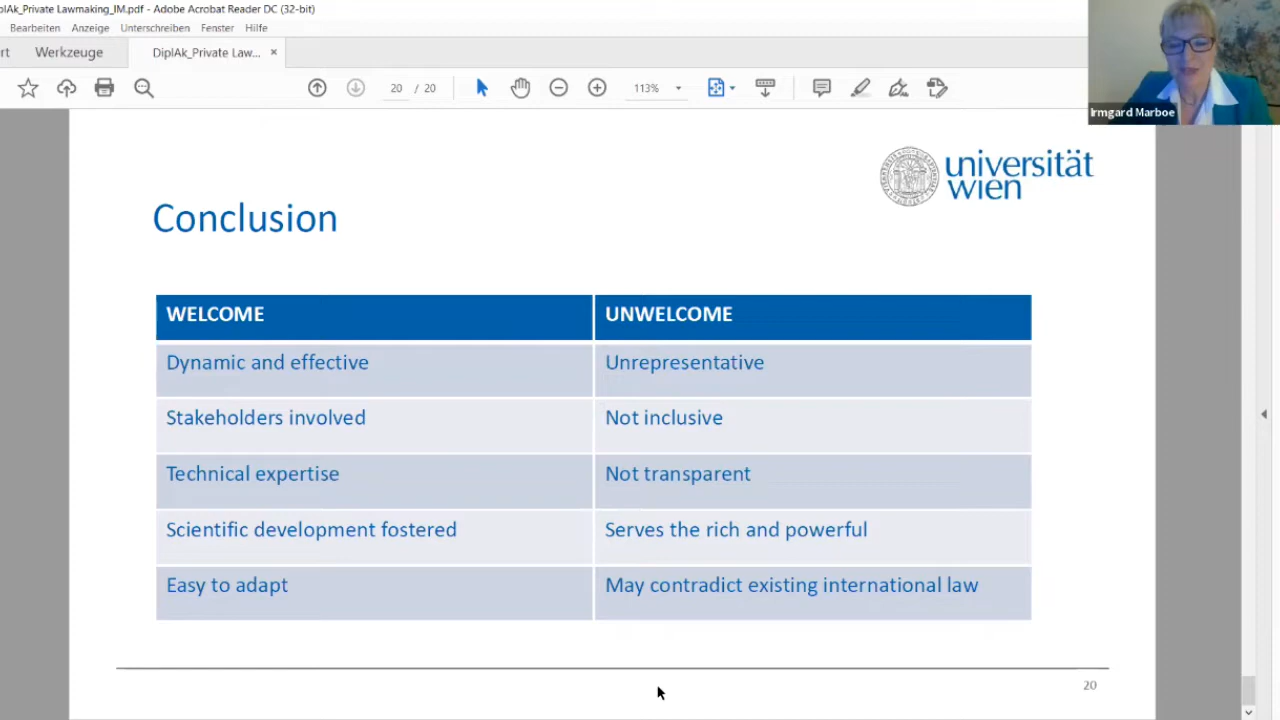 plAk_Private Lawmaking_IM.pdf - Adobe Acrobat Reader DC (32-bit)
Bearbeiten Anzeige Unterschreiben Fenster Hilfe
rt Werkzeuge DiplAk_Private Law... ×
20 / 20 113%
Irmgard Marboe
universität
wien
Conclusion
WELCOME UNWELCOME
Dynamic and effective Unrepresentative
Stakeholders involved Not inclusive
Technical expertise Not transparent
Scientific development fostered Serves the rich and powerful
Easy to adapt May contradict existing international law
20